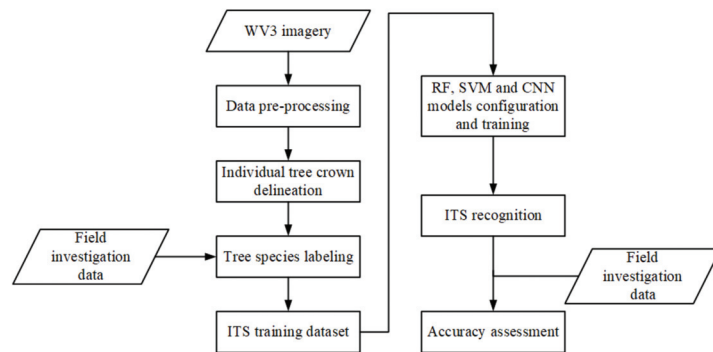 WV3 imagery
Data pre-processing
Individual tree crown
delineation
Field
investigation
data
Tree species labeling
ITS training dataset
RF, SVM and CNN
models configuration
and training
ITS recognition
Field
investigation
data
Accuracy assessment